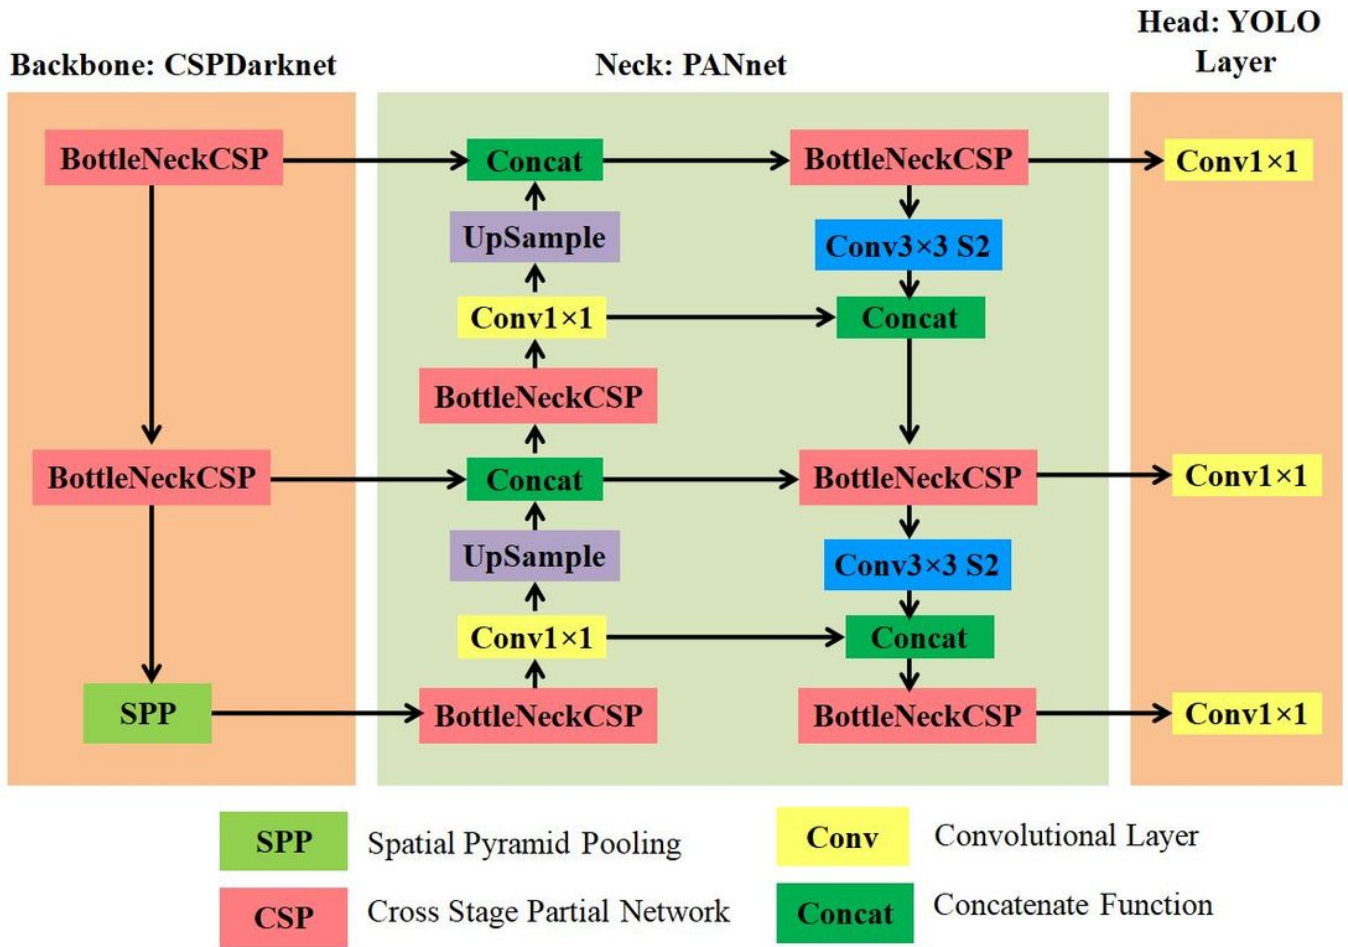 Backbone: CSPDarknet
Neck: PANnet
Head: YOLO
Layer
BottleNeckCSP
Concat
BottleNeckCSP
Conv1×1
UpSample
Conv3×3 S2
Conv1×1
Concat
BottleNeckCSP
BottleNeckCSP
Concat
BottleNeckCSP
Conv1×1
UpSample
Conv3×3 S2
Conv1×1
Concat
SPP
BottleNeckCSP
BottleNeckCSP
Conv1×1
SPP
Spatial Pyramid Pooling
Conv
Convolutional Layer
CSP
Cross Stage Partial Network
Concat
Concatenate Function